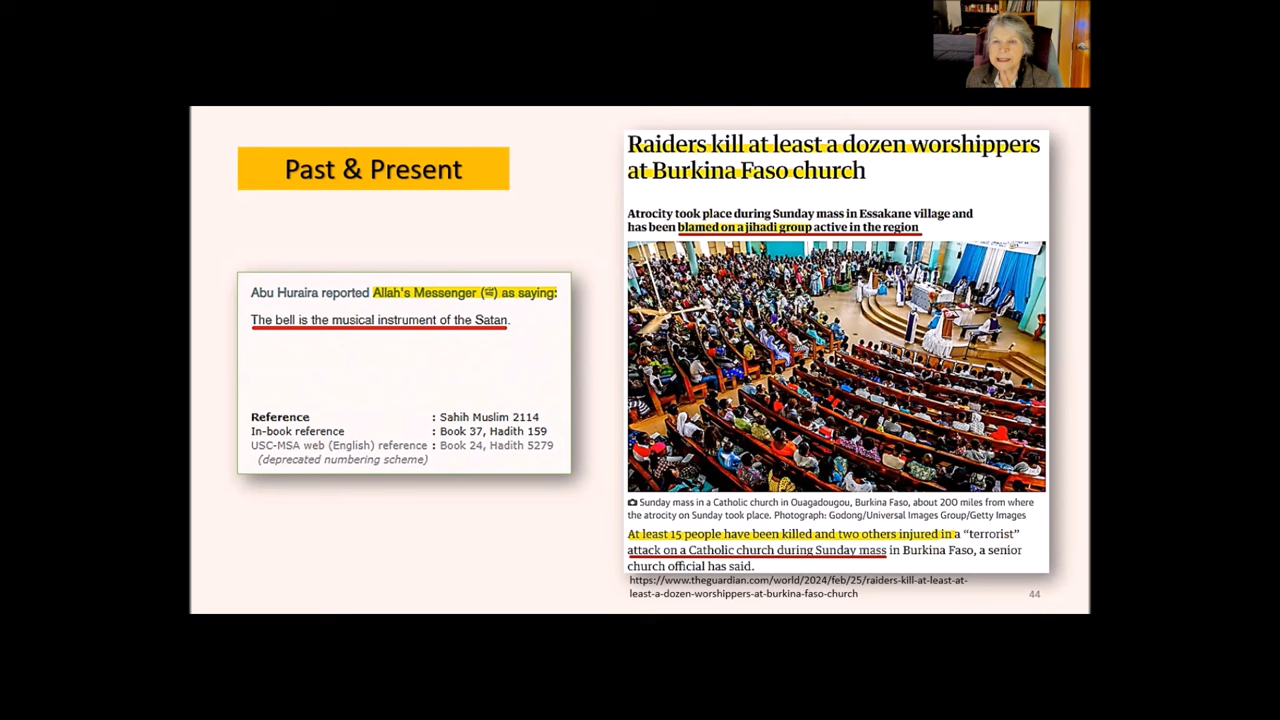 Past & Present
Abu Huraira reported Allah's Messenger (ﷺ) as saying:
The bell is the musical instrument of the Satan.
Reference : Sahih Muslim 2114
In-book reference : Book 37, Hadith 159
USC-MSA web (English) reference : Book 24, Hadith 5279
(deprecated numbering scheme)
Raiders kill at least a dozen worshippers
at Burkina Faso church
Atrocity took place during Sunday mass in Essakane village and
has been blamed on a jihadi group active in the region
Sunday mass in a Catholic church in Ouagadougou, Burkina Faso, about 200 miles from where
the atrocity on Sunday took place. Photograph: Godong/Universal Images Group/Getty Images
At least 15 people have been killed and two others injured in a “terrorist”
attack on a Catholic church during Sunday mass in Burkina Faso, a senior
church official has said.
https://www.theguardian.com/world/2024/feb/25/raiders-kill-at-least-at-
least-a-dozen-worshippers-at-burkina-faso-church
44